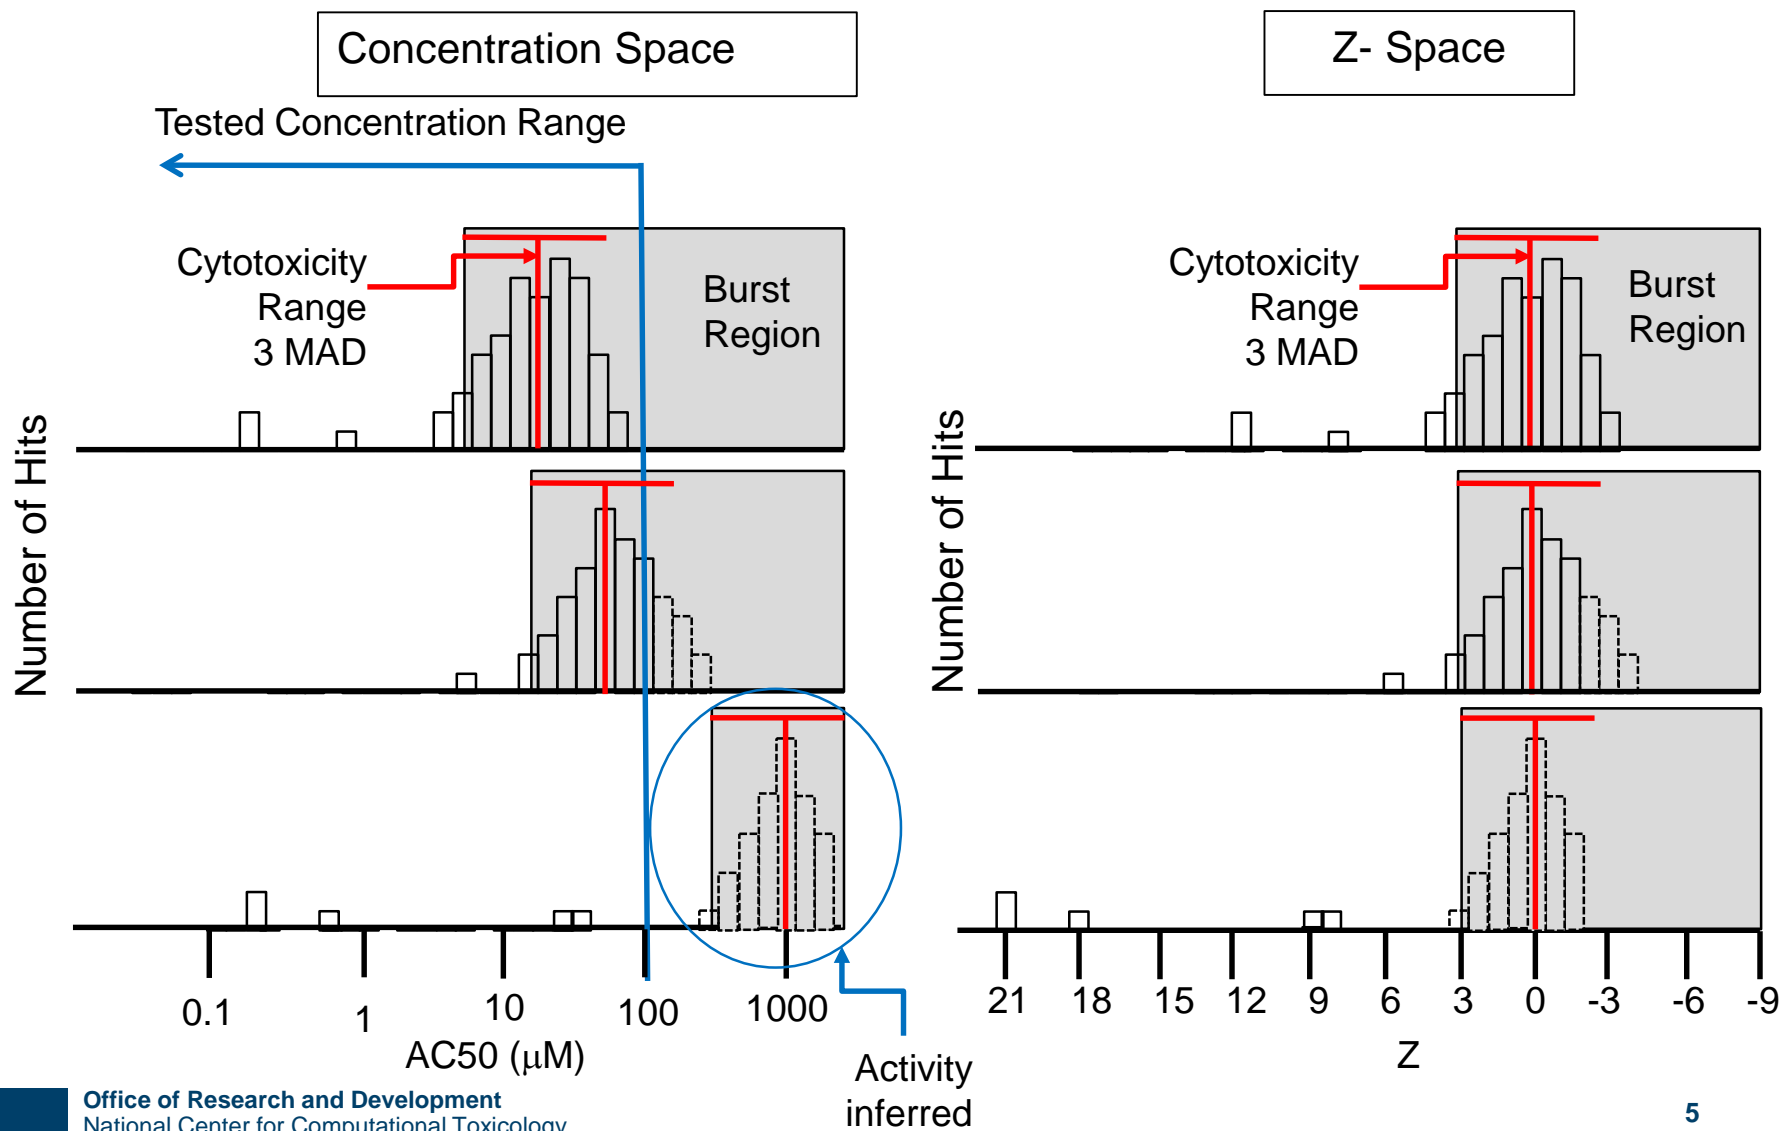 Concentration Space
Z- Space
Tested Concentration Range
Cytotoxicity
Range
3 MAD
Burst
Region
Cytotoxicity
Range
3 MAD
Burst
Region
Number of Hits
Number of Hits
0.1
1
10
100
1000
AC50 (μM)
21
18
15
12
9
6
3
0
-3
-6
-9
Z
Activity
inferred
Office of Research and Development
National Center for Computational Toxicology
5